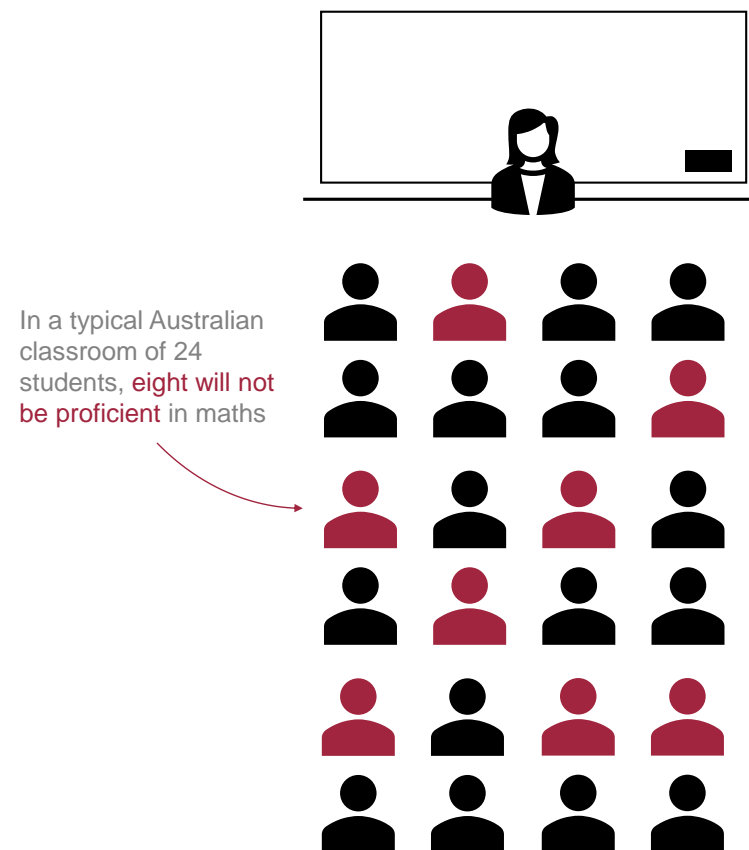 In a typical Australian
classroom of 24
students, eight will not
be proficient in maths